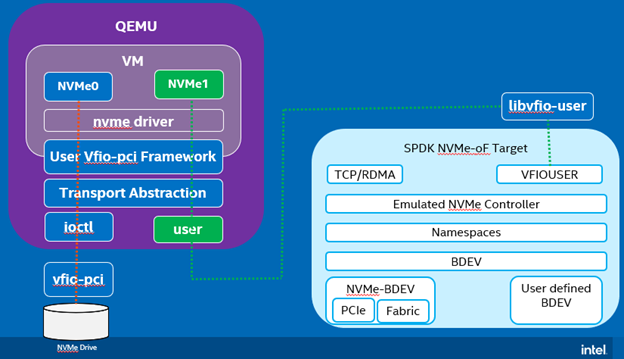 QEMU
VM
NVMe0
NVMe1
nvme driver
User Vfio-pci Framework
Transport Abstraction
ioctl
user
vfio-pci
NVMe Drive
libvfio-user
SPDK NVMe-oF Target
TCP/RDMA
VFIOUSER
Emulated NVMe Controller
Namespaces
BDEV
NVMe-BDEV
PCIe
Fabric
User defined
BDEV
intel.